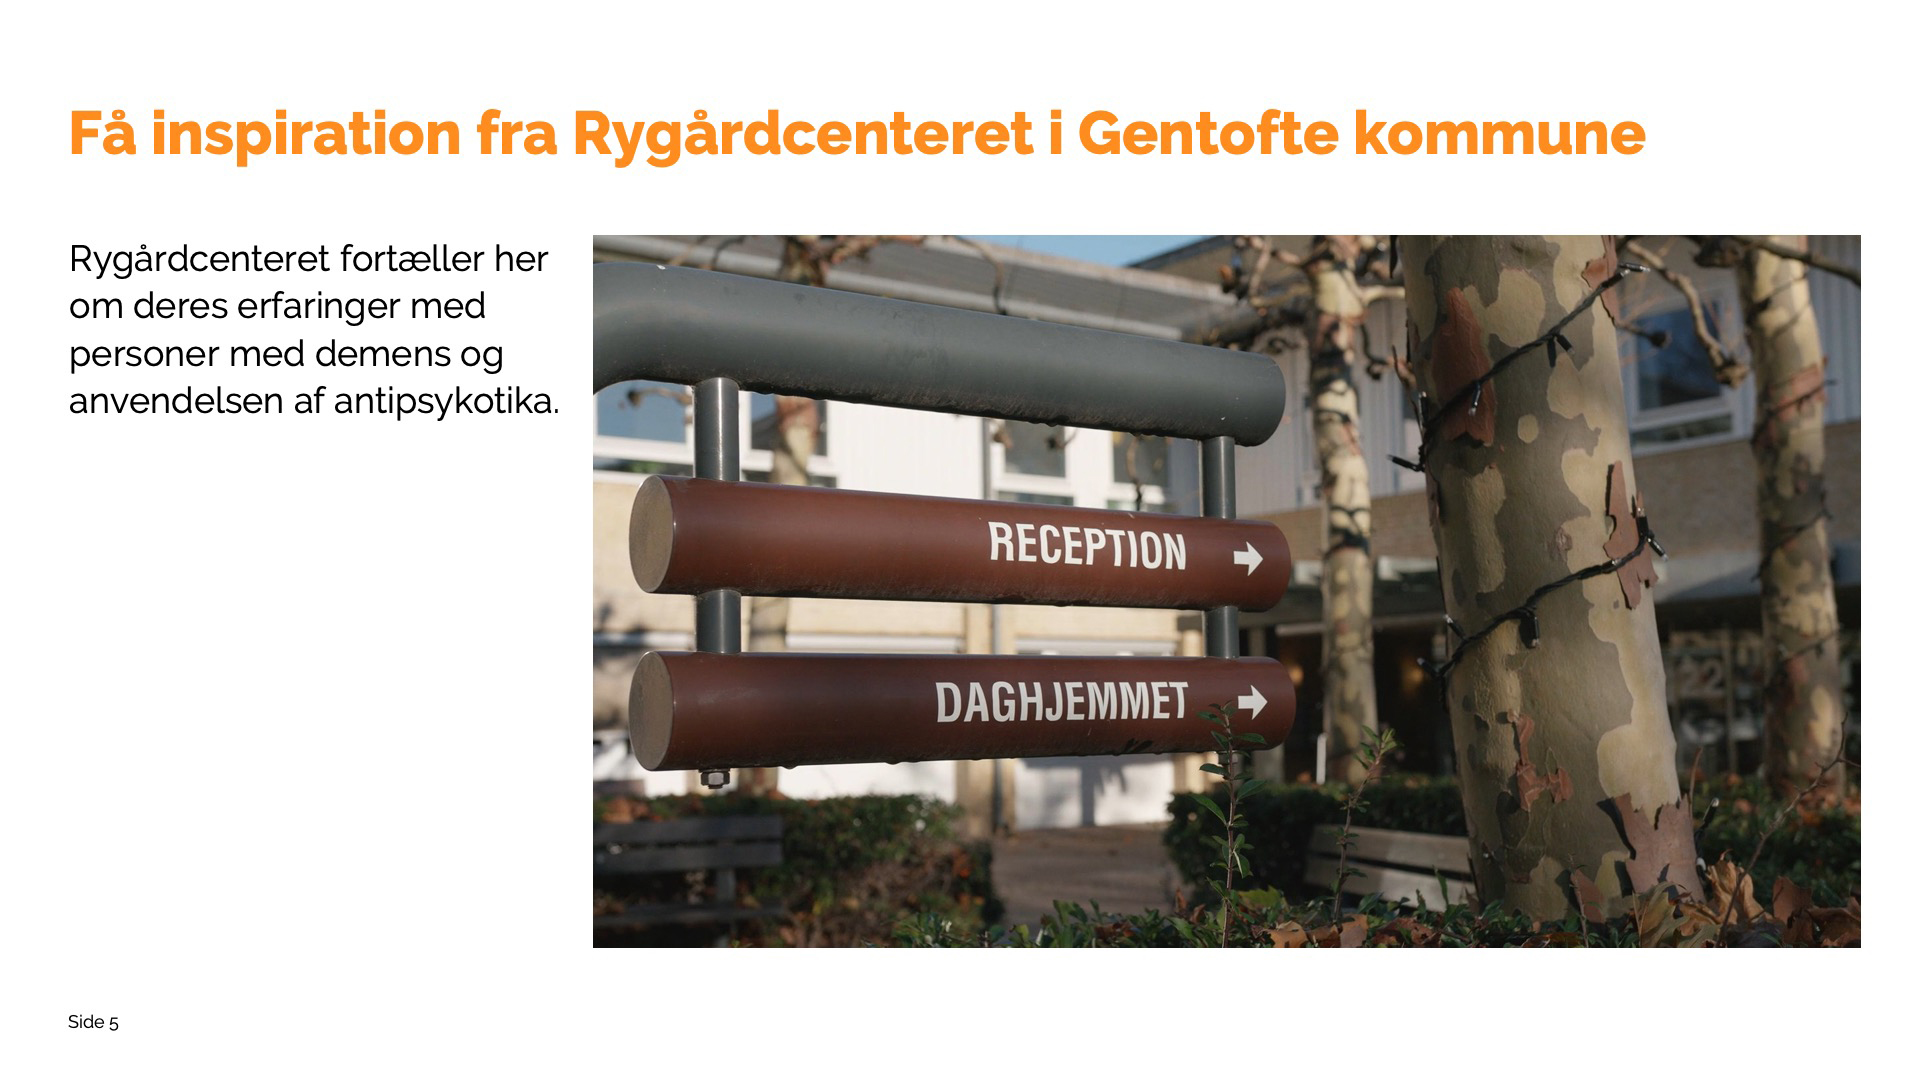 Få inspiration fra Rygårdcenteret i Gentofte kommune
Rygårdcenteret fortæller her
om deres erfaringer med
personer med demens og
anvendelsen af antipsykotika.
RECEPTION
DAGHJEMMET
Side 5